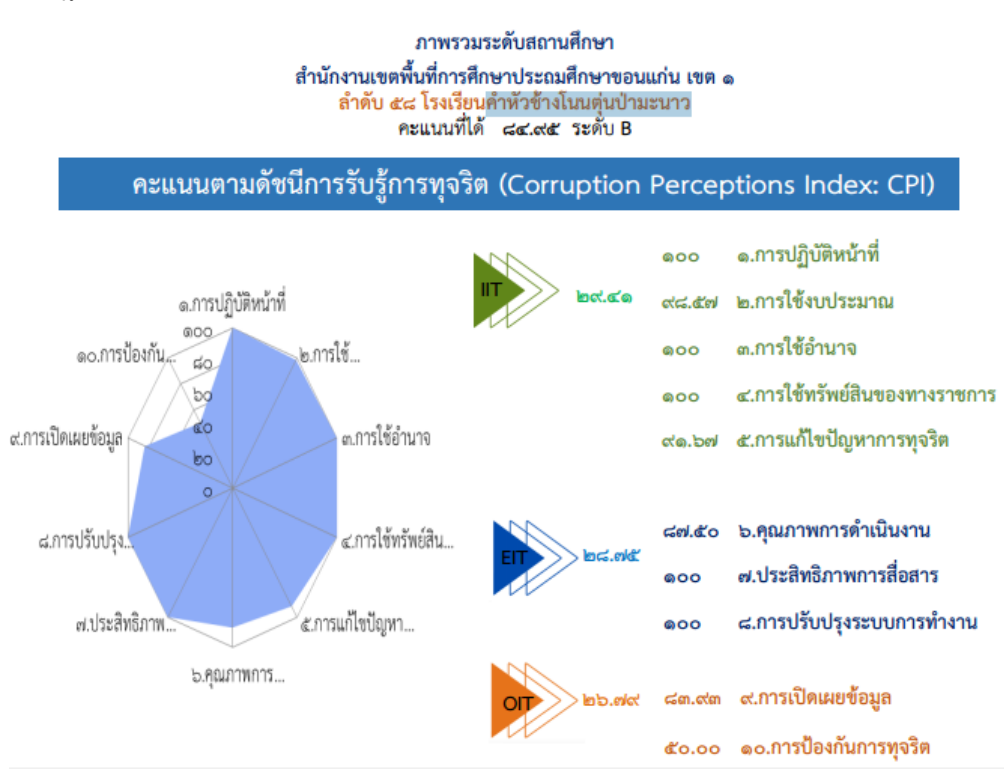 ภาพรวมระดับสถานศึกษา
สำนักงานเขตพื้นที่การศึกษาประถมศึกษาขอนแก่น เขต ๑
ลำดับ ๕๘ โรงเรียนคำหัวช้างโนนตุ่นป่ามะนาว
คะแนนที่ได้ ๘๔.๙๕ ระดับ B
คะแนนตามดัชนีการรับรู้การทุจริต (Corruption Perceptions Index: CPI)
๑.การปฏิบัติหน้าที่
๒.การใช้...
๓.การใช้อำนาจ
๔.การใช้ทรัพย์สิน...
๕.การแก้ไขปัญหา...
๖.คุณภาพการ...
๗.ประสิทธิภาพ...
๘.การปรับปรุง...
๙.การเปิดเผยข้อมูล
๑๐.การป้องกัน...
๑๐๐
๘๐
๖๐
๔๐
๒๐
๐
IIT ๒๙.๔๑
๑๐๐ ๑.การปฏิบัติหน้าที่
๙๘.๕๗ ๒.การใช้งบประมาณ
๑๐๐ ๓.การใช้อำนาจ
๑๐๐ ๔.การใช้ทรัพย์สินของทางราชการ
๙๑.๖๗ ๕.การแก้ไขปัญหาการทุจริต
EIT ๒๘.๗๕
๘๗.๕๐ ๖.คุณภาพการดำเนินงาน
๑๐๐ ๗.ประสิทธิภาพการสื่อสาร
๑๐๐ ๘.การปรับปรุงระบบการทำงาน
OIT ๒๖.๗๙
๘๓.๙๓ ๙.การเปิดเผยข้อมูล
๕๐.๐๐ ๑๐.การป้องกันการทุจริต